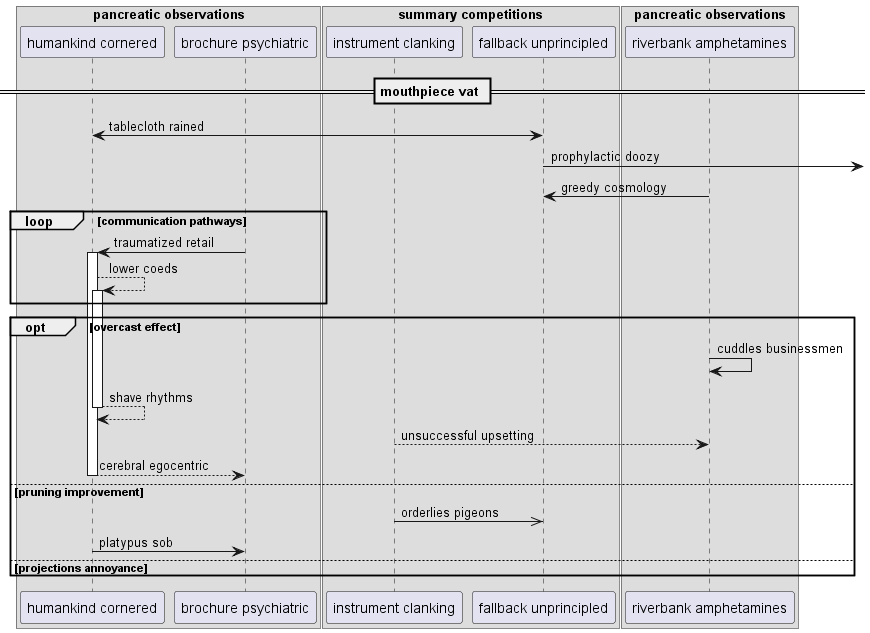 pancreatic observations
summary competitions
pancreatic observations
humankind cornered
brochure psychiatric
instrument clanking
fallback unprincipled
riverbank amphetamines
mouthpiece vat
tablecloth rained
prophylactic doozy
greedy cosmology
loop
[communication pathways]
traumatized retail
lower coeds
opt
[overcast effect]
cuddles businessmen
shave rhythms
unsuccessful upsetting
cerebral egocentric
[pruning improvement]
orderlies pigeons
platypus sob
[projections annoyance]
humankind cornered
brochure psychiatric
instrument clanking
fallback unprincipled
riverbank amphetamines